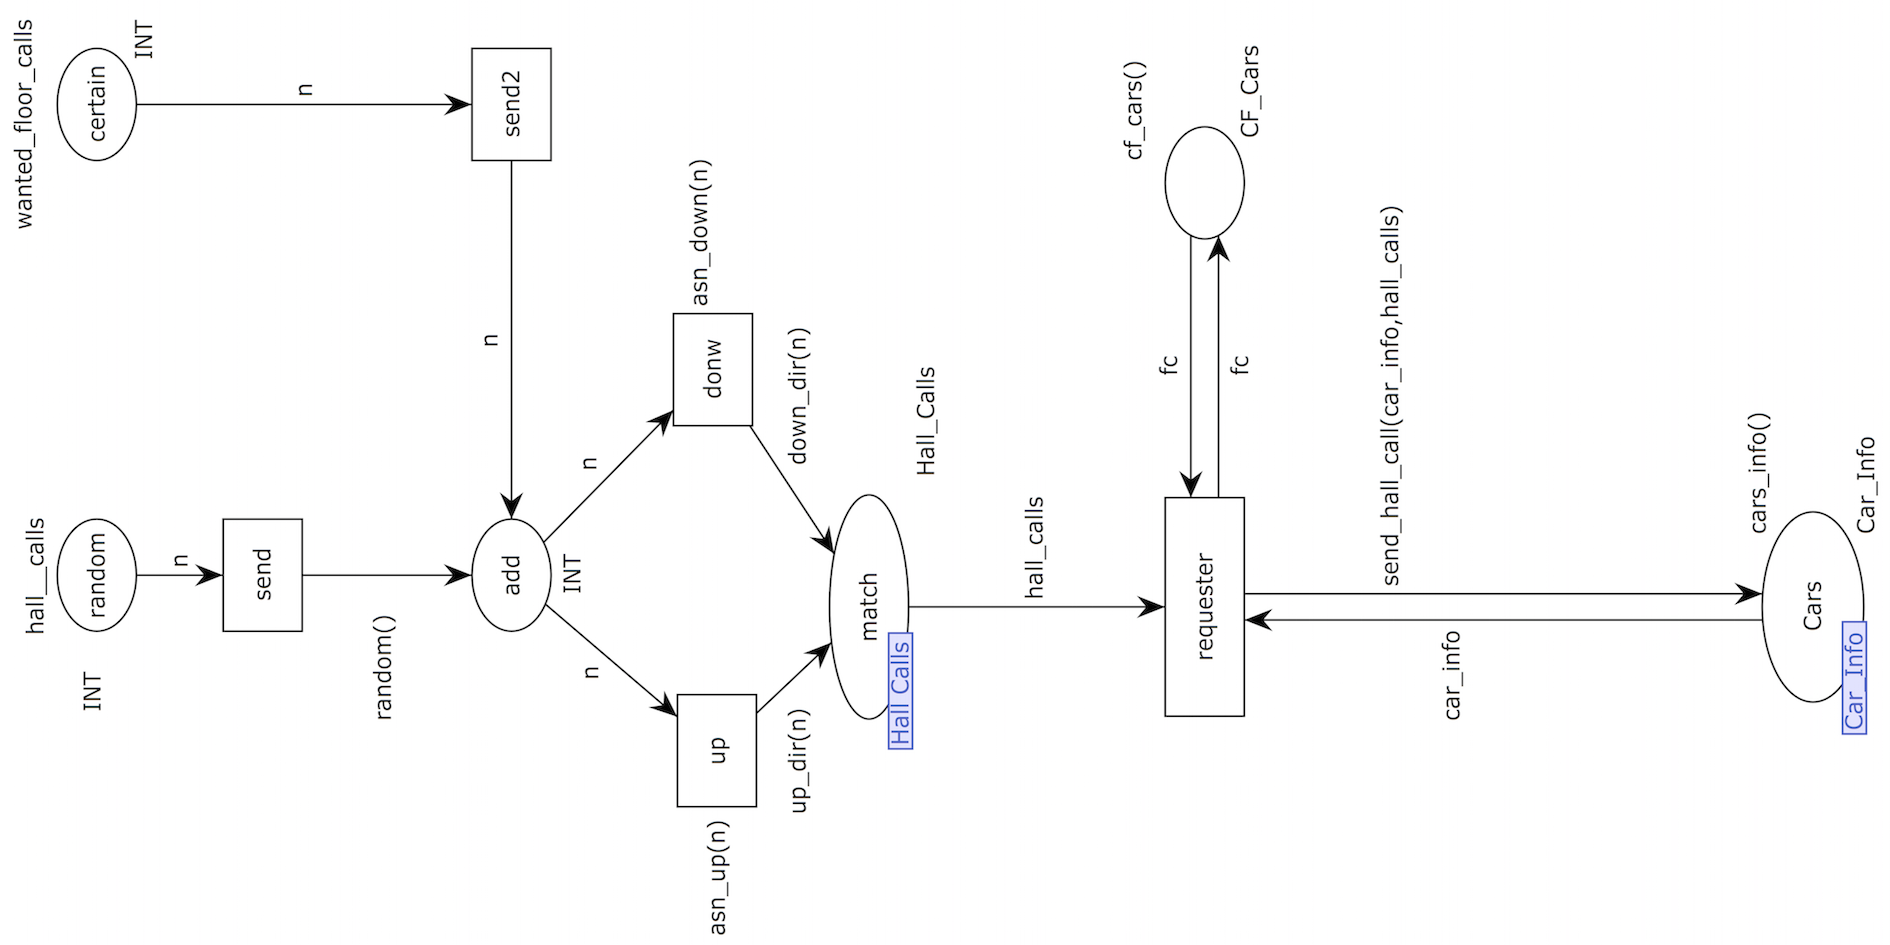 wanted_floor_calls
certain
INT
n
send2
n
hall_calls
random
INT
n
send
random()
add
INT
n
n
asn_down(n)
donw
down_dir(n)
up
asn_up(n)
up_dir(n)
match
Hall_Calls
Hall Calls
hall_calls
cf_cars()
CF_Cars
fc
fc
requester
send_hall_call(car_info,hall_calls)
car_info
cars_info()
Cars
Car_Info
Car_Info